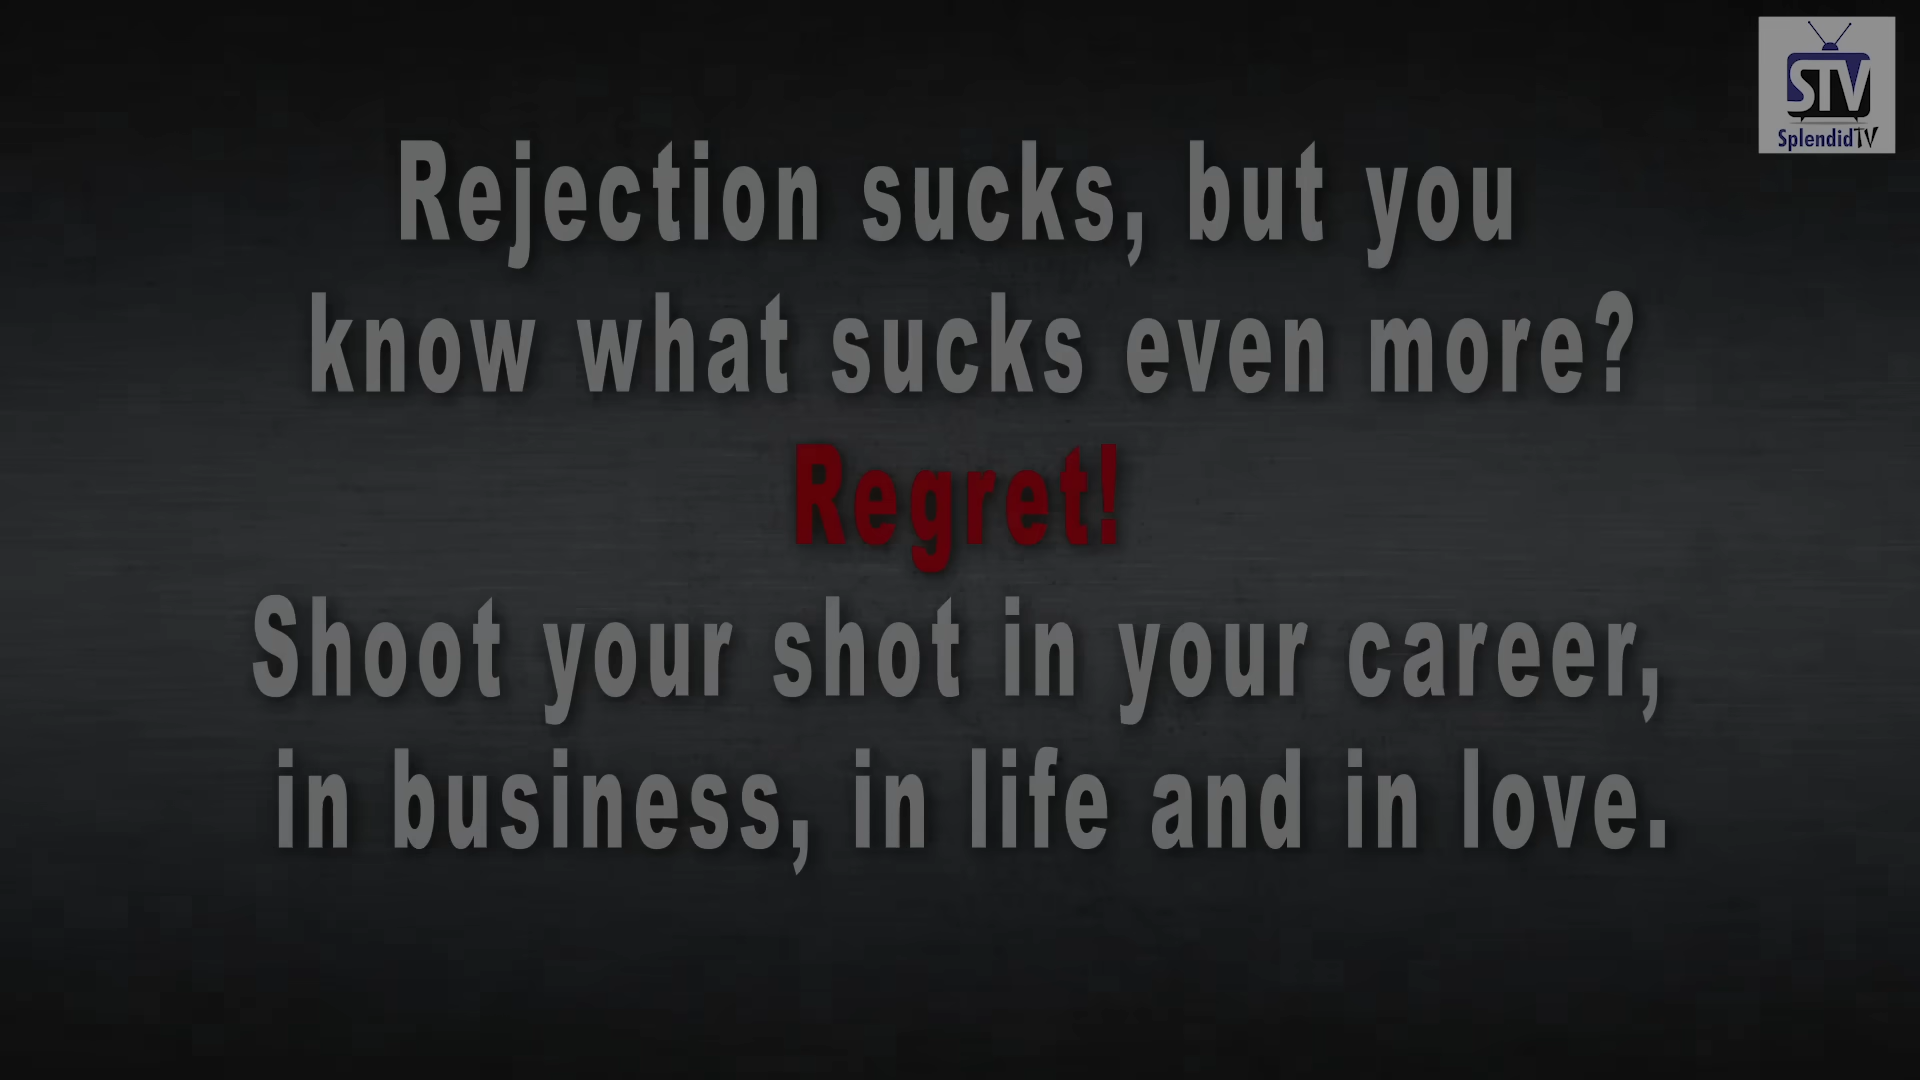 STV
SplendidTV
Rejection sucks, but you
know what sucks even more?
Regret!
Shoot your shot in your career,
in business, in life and in love.